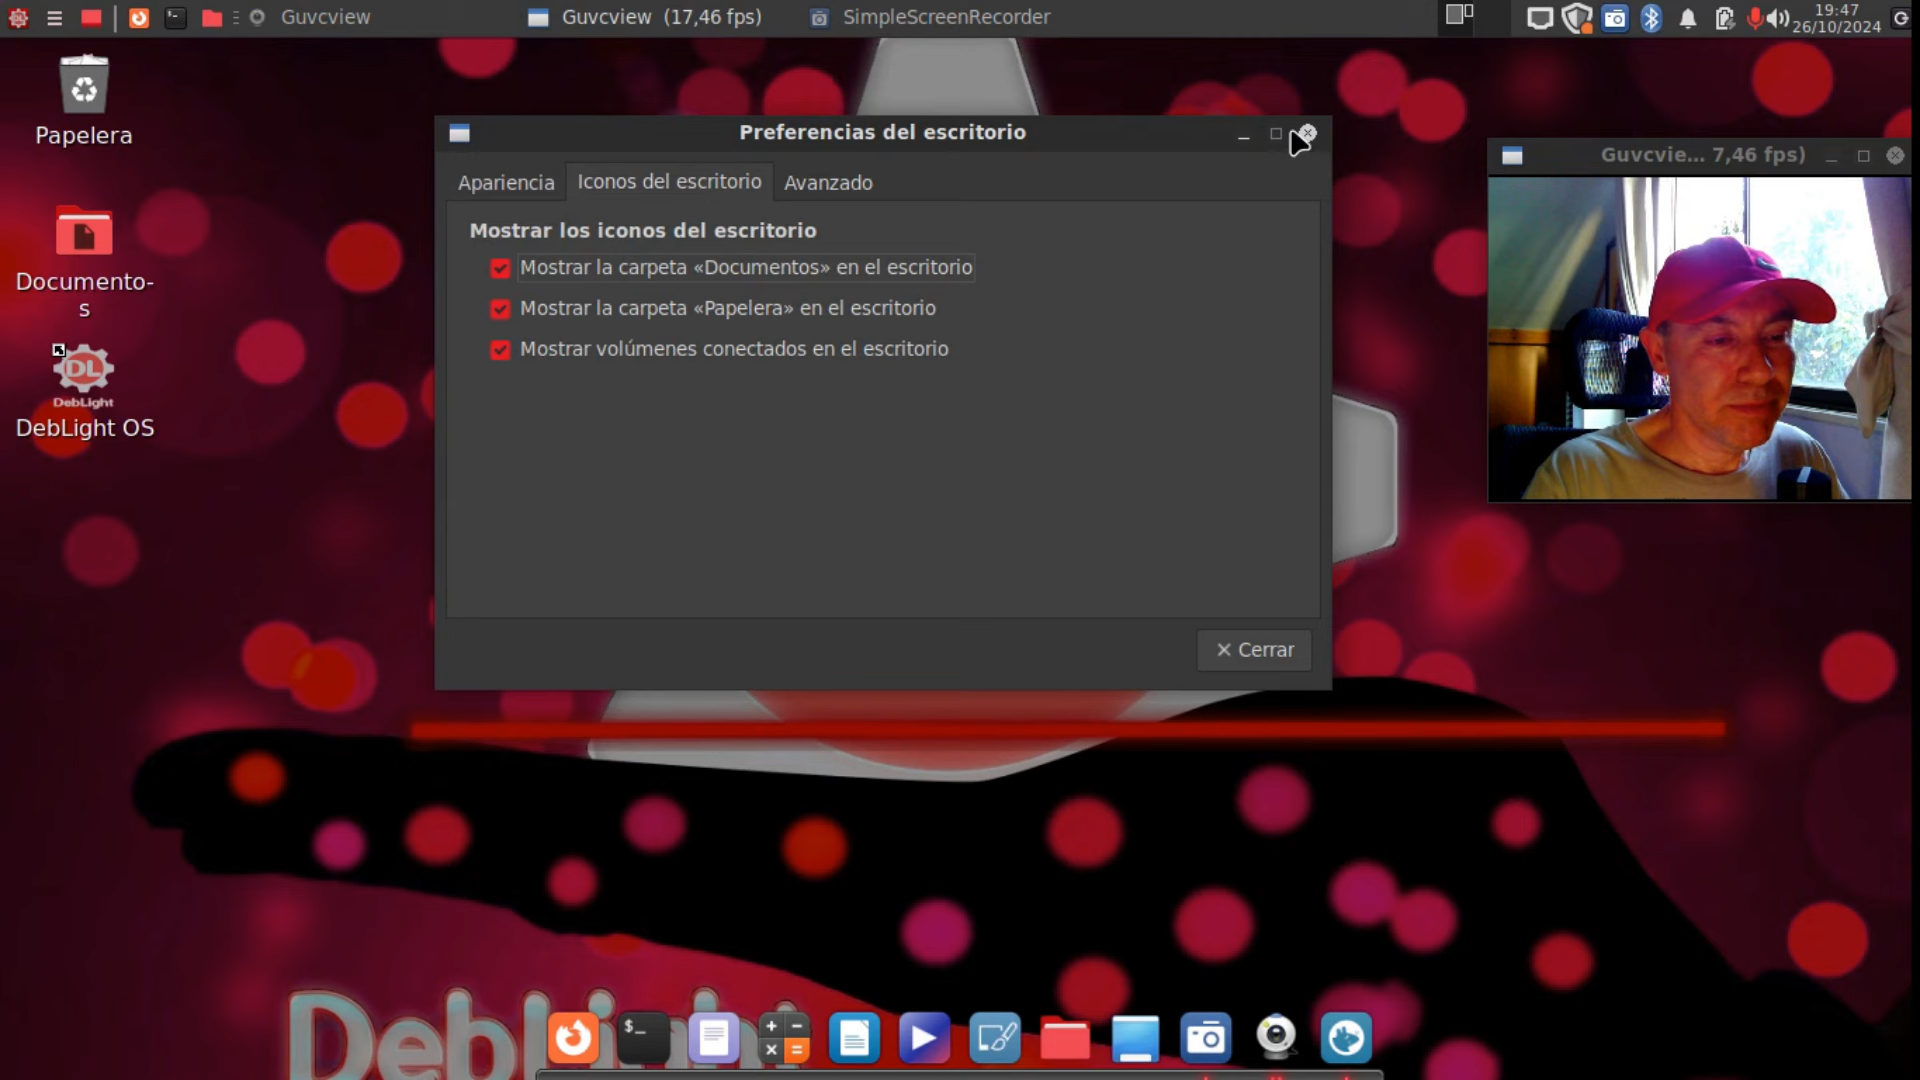 Guvcview
Guvcview (17,46 fps)
SimpleScreenRecorder
19:47
26/10/2024
Papelera
Documento-
s
DL
DebLight
DebLight OS
Preferencias del escritorio
Apariencia
Iconos del escritorio
Avanzado
Mostrar los iconos del escritorio
Mostrar la carpeta «Documentos» en el escritorio
Mostrar la carpeta «Papelera» en el escritorio
Mostrar volúmenes conectados en el escritorio
Cerrar
Guvcvie... 7,46 fps)
DebLight
$_